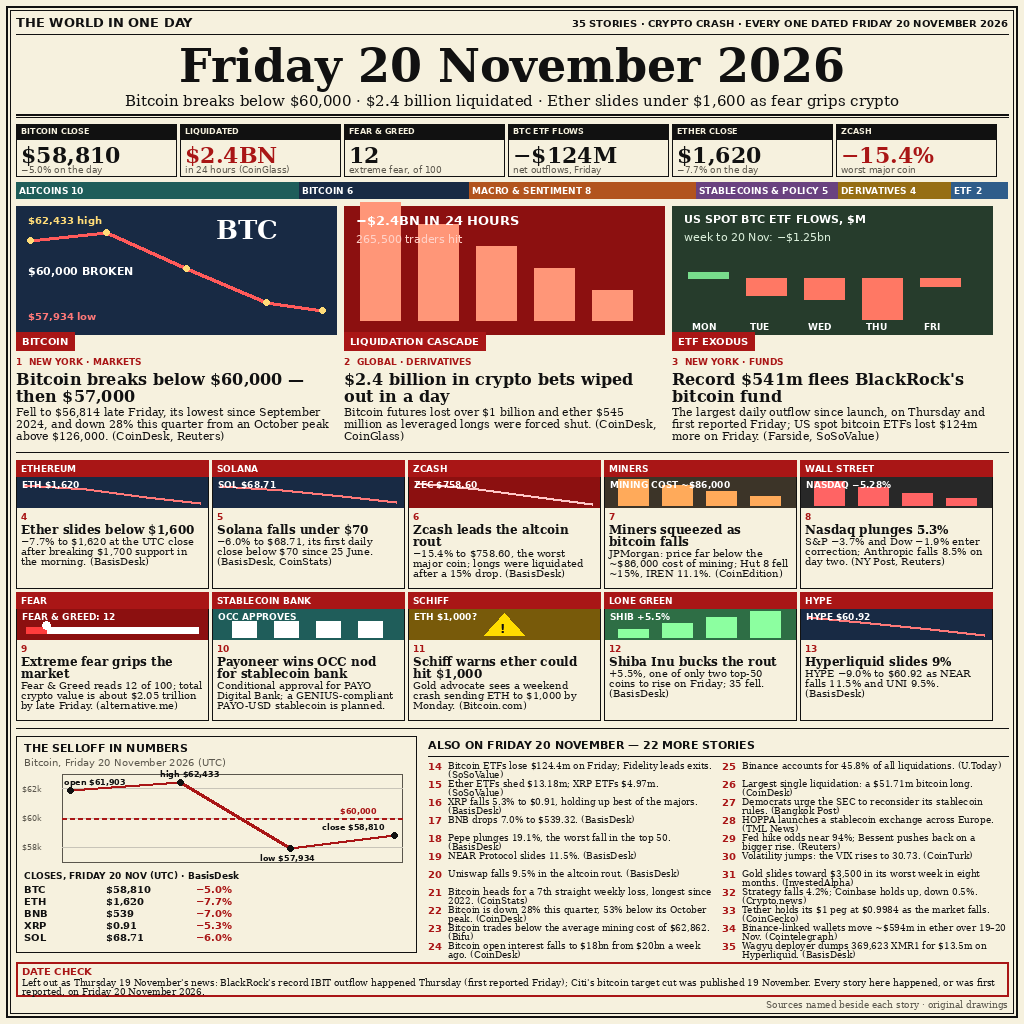 THE WORLD IN ONE DAY
35 STORIES · CRYPTO CRASH · EVERY ONE DATED FRIDAY 20 NOVEMBER 2026
Friday 20 November 2026
Bitcoin breaks below $60,000 · $2.4 billion liquidated · Ether slides under $1,600 as fear grips crypto
BITCOIN CLOSE
$58,810
−5.0% on the day
LIQUIDATED
$2.4BN
in 24 hours (CoinGlass)
FEAR & GREED
12
extreme fear, of 100
BTC ETF FLOWS
−$124M
net outflows, Friday
ETHER CLOSE
$1,620
−7.7% on the day
ZCASH
−15.4%
worst major coin
ALTCOINS 10
BITCOIN 6
MACRO & SENTIMENT 8
STABLECOINS & POLICY 5
DERIVATIVES 4
ETF 2
$62,433 high
BTC
$60,000 BROKEN
$57,934 low
BITCOIN
1 NEW YORK · MARKETS
Bitcoin breaks below $60,000 —
then $57,000
Fell to $56,814 late Friday, its lowest since September
2024, and down 28% this quarter from an October peak
above $126,000. (CoinDesk, Reuters)
−$2.4BN IN 24 HOURS
265,500 traders hit
LIQUIDATION CASCADE
2 GLOBAL · DERIVATIVES
$2.4 billion in crypto bets wiped
out in a day
Bitcoin futures lost over $1 billion and ether $545
million as leveraged longs were forced shut. (CoinDesk,
CoinGlass)
US SPOT BTC ETF FLOWS, $M
week to 20 Nov: −$1.25bn
MON TUE WED THU FRI
ETF EXODUS
3 NEW YORK · FUNDS
Record $541m flees BlackRock's
bitcoin fund
The largest daily outflow since launch, on Thursday and
first reported Friday; US spot bitcoin ETFs lost $124m
more on Friday. (Farside, SoSoValue)
ETHEREUM
ETH $1,620
4
Ether slides below $1,600
−7.7% to $1,620 at the UTC close
after breaking $1,700 support in
the morning. (BasisDesk)
SOLANA
SOL $68.71
5
Solana falls under $70
−6.0% to $68.71, its first daily
close below $70 since 25 June.
(BasisDesk, CoinStats)
ZCASH
ZEC $758.60
6
Zcash leads the altcoin
rout
−15.4% to $758.60, the worst
major coin; longs were liquidated
after a 15% drop. (BasisDesk)
MINERS
MINING COST ~$86,000
7
Miners squeezed as
bitcoin falls
JPMorgan: price far below the
~$86,000 cost of mining; Hut 8 fell
~15%, IREN 11.1%. (CoinEdition)
WALL STREET
NASDAQ −5.28%
8
Nasdaq plunges 5.3%
S&P −3.7% and Dow −1.9% enter
correction; Anthropic falls 8.5% on
day two. (NY Post, Reuters)
FEAR
FEAR & GREED: 12
9
Extreme fear grips the
market
Fear & Greed reads 12 of 100; total
crypto value is about $2.05 trillion
by late Friday. (alternative.me)
STABLECOIN BANK
OCC APPROVES
10
Payoneer wins OCC nod
for stablecoin bank
Conditional approval for PAYO
Digital Bank; a GENIUS-compliant
PAYO-USD stablecoin is planned.
SCHIFF
ETH $1,000?
!
11
Schiff warns ether could
hit $1,000
Gold advocate sees a weekend
crash sending ETH to $1,000 by
Monday. (Bitcoin.com)
LONE GREEN
SHIB +5.5%
12
Shiba Inu bucks the rout
+5.5%, one of only two top-50
coins to rise on Friday; 35 fell.
(BasisDesk)
HYPE
HYPE $60.92
13
Hyperliquid slides 9%
HYPE −9.0% to $60.92 as NEAR
falls 11.5% and UNI 9.5%.
(BasisDesk)
THE SELLOFF IN NUMBERS
Bitcoin, Friday 20 November 2026 (UTC)
$62k
$60k
$58k
open $61,903
high $62,433
$60,000
close $58,810
low $57,934
CLOSES, FRIDAY 20 NOV (UTC) · BasisDesk
BTC $58,810 −5.0%
ETH $1,620 −7.7%
BNB $539 −7.0%
XRP $0.91 −5.3%
SOL $68.71 −6.0%
ALSO ON FRIDAY 20 NOVEMBER — 22 MORE STORIES
14 Bitcoin ETFs lose $124.4m on Friday; Fidelity leads exits.
(SoSoValue)
15 Ether ETFs shed $13.18m; XRP ETFs $4.97m.
(SoSoValue)
16 XRP falls 5.3% to $0.91, holding up best of the majors.
(BasisDesk)
17 BNB drops 7.0% to $539.32. (BasisDesk)
18 Pepe plunges 19.1%, the worst fall in the top 50.
(BasisDesk)
19 NEAR Protocol slides 11.5%. (BasisDesk)
20 Uniswap falls 9.5% in the altcoin rout. (BasisDesk)
21 Bitcoin heads for a 7th straight weekly loss, longest since
2022. (CoinStats)
22 Bitcoin is down 28% this quarter, 53% below its October
peak. (CoinDesk)
23 Bitcoin trades below the average mining cost of $62,862.
(Bifu)
24 Bitcoin open interest falls to $18bn from $20bn a week
ago. (CoinDesk)
25 Binance accounts for 45.8% of all liquidations. (U.Today)
26 Largest single liquidation: a $51.71m bitcoin long.
(CoinDesk)
27 Democrats urge the SEC to reconsider its stablecoin
rules. (Bangkok Post)
28 HOPPA launches a stablecoin exchange across Europe.
(TML News)
29 Fed hike odds near 94%; Bessent pushes back on a
bigger rise. (Reuters)
30 Volatility jumps: the VIX rises to 30.73. (CoinTurk)
31 Gold slides toward $3,500 in its worst week in eight
months. (InvestedAlpha)
32 Strategy falls 4.2%; Coinbase holds up, down 0.5%.
(Crypto.news)
33 Tether holds its $1 peg at $0.9984 as the market falls.
(CoinGecko)
34 Binance-linked wallets move ~$594m in ether over 19–20
Nov. (Cointelegraph)
35 Wagyu deployer dumps 369,623 XMR1 for $13.5m on
Hyperliquid. (BasisDesk)
DATE CHECK
Left out as Thursday 19 November's news: BlackRock's record IBIT outflow happened Thursday (first reported Friday); Citi's bitcoin target cut was published 19 November. Every story here happened, or was first
reported, on Friday 20 November 2026.
Sources named beside each story · original drawings